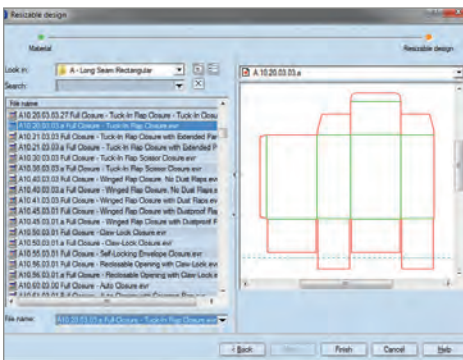 Resizable design
Material
Resizable design
Look in:
A - Long Seam Rectangular
Search:
A 10.20.03.03.a
File name
A10.20.03.03.27 Full Closure - Tuck-In Flap Closure - Tuck-In Closu
A10.20.03.03.a Full Closure - Tuck-In Flap Closure.evr
A10.21.03.03 Full Closure - Tuck-In Flap Closure with Extended Par
A10.21.03.03.a Full Closure - Tuck-In Flap Closure with Extended P
A10.30.03.03 Full Closure - Tuck-In Flap Scissor Closure.evr
A10.30.03.03.a Full Closure - Tuck-In Flap Scissor Closure.evr
A10.40.03.03 Full Closure - Winged Flap Closure, No Dust Flaps.evr
A10.40.03.03.a Full Closure - Winged Flap Closure, No Dust Flaps.e
A10.41.03.03 Full Closure - Winged Flap Closure with Dust Flaps.ev
A10.45.03.01 Full Closure - Winged Flap Closure with Dustproof Fla
A10.45.03.01.a Full Closure - Winged Flap Closure with Dustproof F
A10.50.03.01 Full Closure - Claw-Lock Closure.evr
A10.50.03.01.a Full Closure - Claw-Lock Closure.evr
A10.55.03.01 Full Closure - Self-Locking Envelope Closure.evr
A10.56.03.01 Full Closure - Reclosable Opening with Claw-Lock.evr
A10.56.03.01.a Full Closure - Reclosable Opening with Claw-Lock.e
A10.60.03.00 Full Closure - Auto Closure.evr
File name:
A10.20.03.03.a Full Closure - Tuck-In Flap Closure.evr
< Back
Finish
Cancel
Help